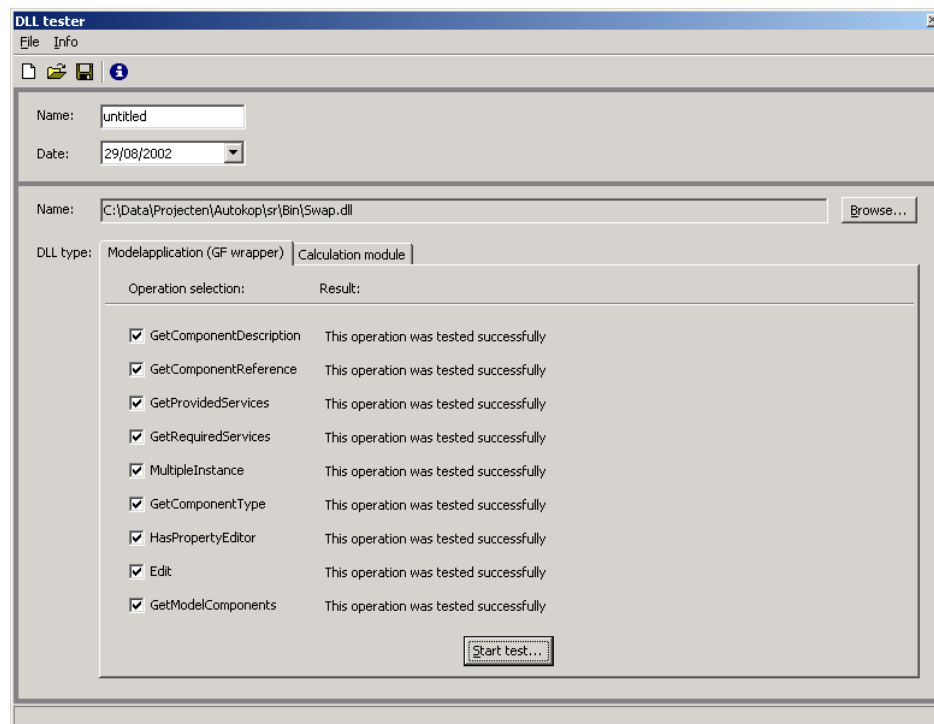 DLL tester
File Info
Name: untitled
Date: 29/08/2002
Name: C:\Data\Projecten\Autokop\sr\Bin\Swap.dll Browse...
DLL type: Modelapplication (GF wrapper) Calculation module
Operation selection: Result:
GetComponentDescription This operation was tested successfully
GetComponentReference This operation was tested successfully
GetProvidedServices This operation was tested successfully
GetRequiredServices This operation was tested successfully
MultipleInstance This operation was tested successfully
GetComponentType This operation was tested successfully
HasPropertyEditor This operation was tested successfully
Edit This operation was tested successfully
GetModelComponents This operation was tested successfully
Start test...